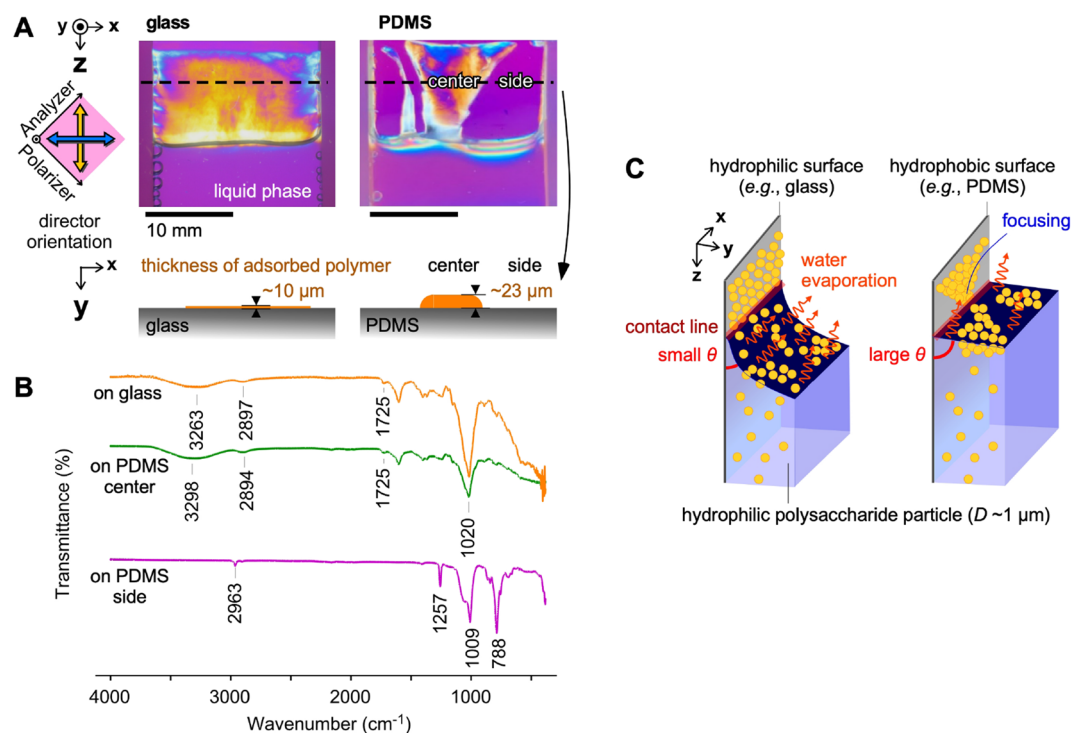 A
y
x
z
glass
PDMS
center
side
Analyzer
Polarizer
director
orientation
liquid phase
10 mm
x
y
thickness of adsorbed polymer
~10 μm
center
side
~23 μm
glass
PDMS
B
on glass
3263
2897
1725
on PDMS
center
3298
2894
1725
1020
on PDMS
side
2963
1257
1009
788
Transmittance (%)
4000
3000
2000
1000
Wavenumber (cm⁻¹)
C
hydrophilic surface
(e.g., glass)
hydrophobic surface
(e.g., PDMS)
x
y
z
focusing
water
evaporation
contact line
small θ
large θ
hydrophilic polysaccharide particle (D ~1 μm)